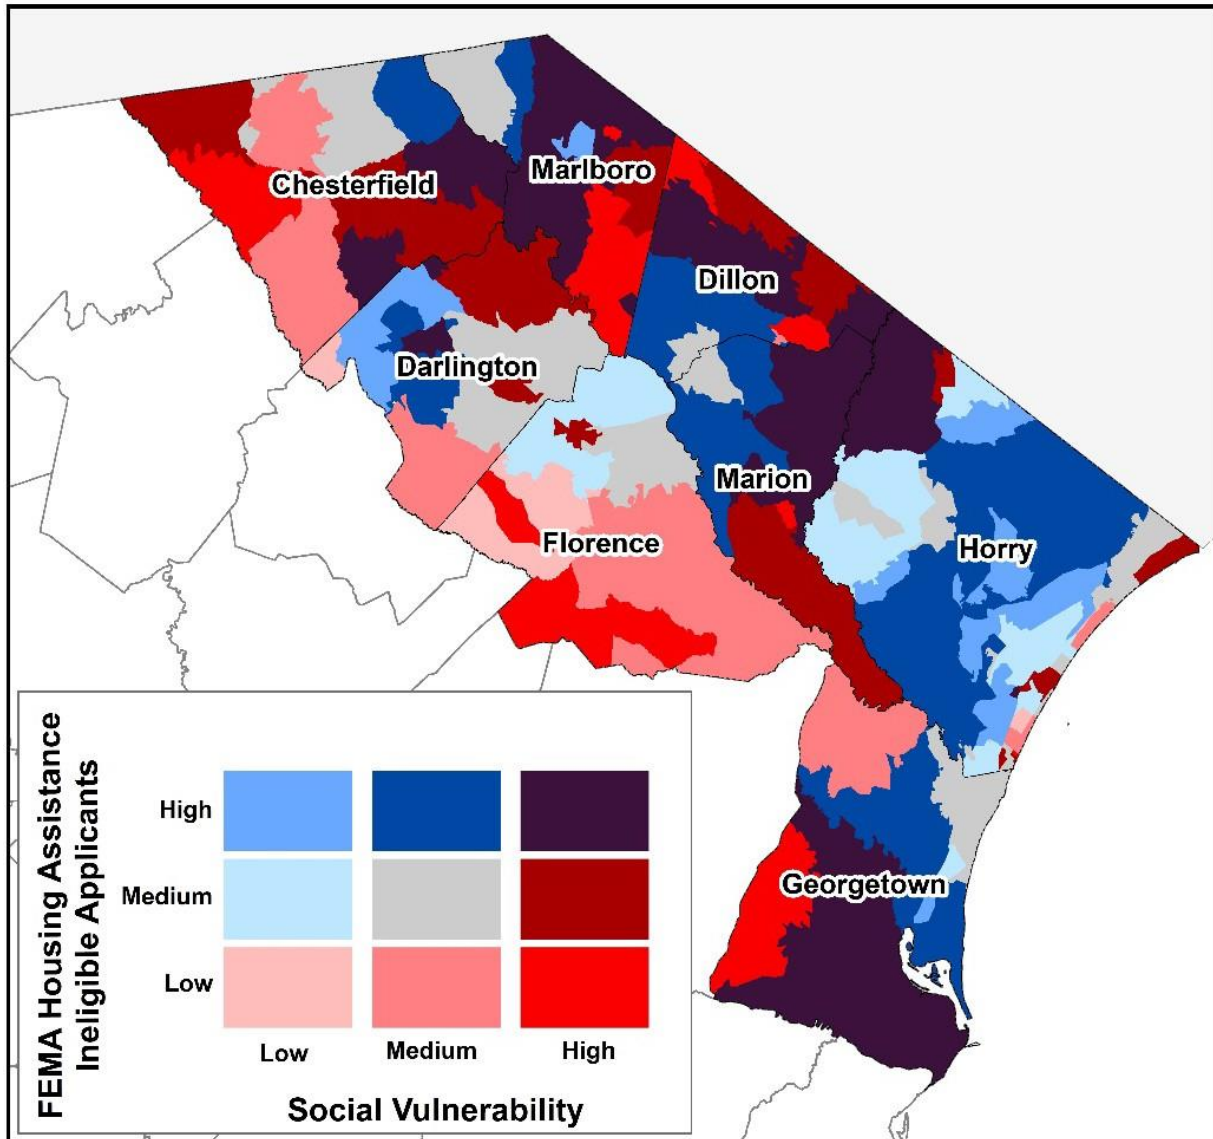 Marlboro
Chesterfield
Dillon
Darlington
Marion
Florence
Horry
Georgetown
FEMA Housing Assistance
Ineligible Applicants
High
Medium
Low
Low
Medium
High
Social Vulnerability